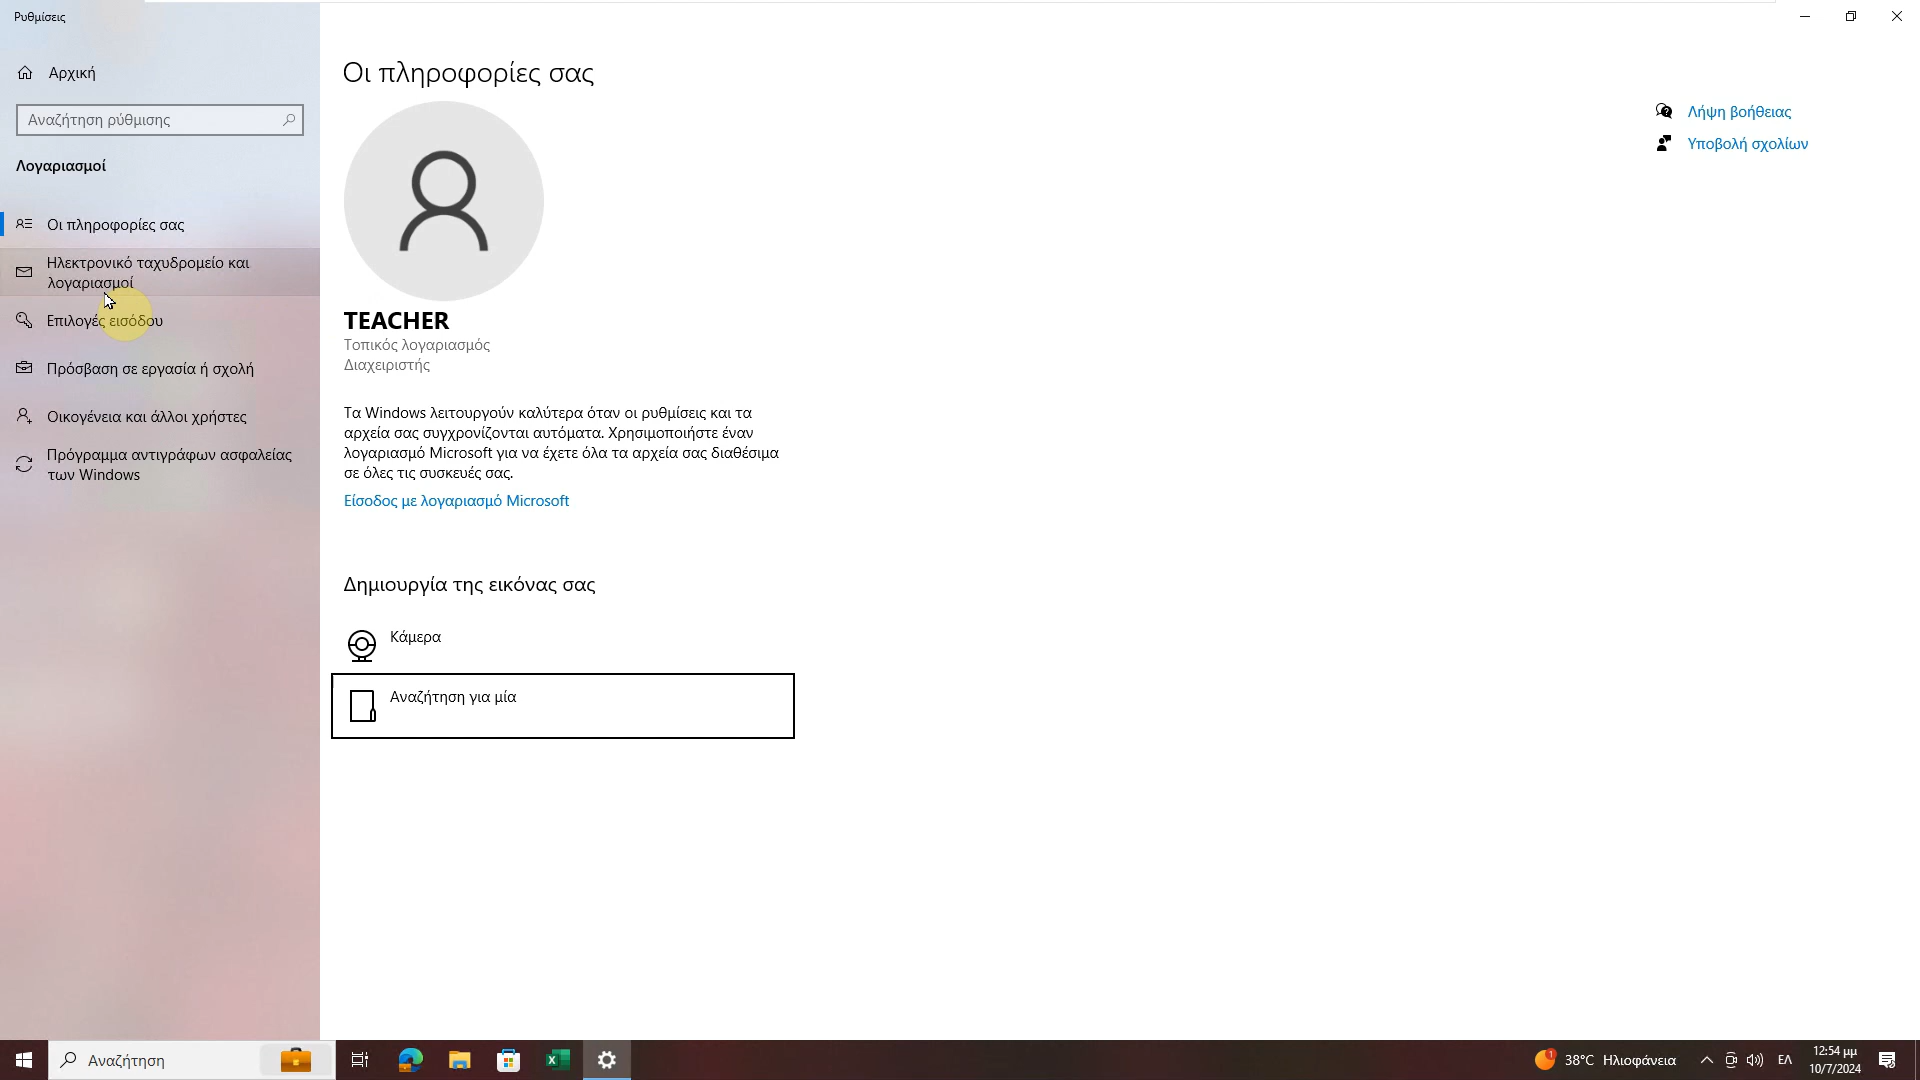 Ρυθμίσεις
Αρχική
Αναζήτηση ρύθμισης
Λογαριασμοί
Οι πληροφορίες σας
Ηλεκτρονικό ταχυδρομείο και
λογαριασμοί
Επιλογές εισόδου
Πρόσβαση σε εργασία ή σχολή
Οικογένεια και άλλοι χρήστες
Πρόγραμμα αντιγράφων ασφαλείας
των Windows
Οι πληροφορίες σας
TEACHER
Τοπικός λογαριασμός
Διαχειριστής
Τα Windows λειτουργούν καλύτερα όταν οι ρυθμίσεις και τα
αρχεία σας συγχρονίζονται αυτόματα. Χρησιμοποιήστε έναν
λογαριασμό Microsoft για να έχετε όλα τα αρχεία σας διαθέσιμα
σε όλες τις συσκευές σας.
Είσοδος με λογαριασμό Microsoft
Δημιουργία της εικόνας σας
Κάμερα
Αναζήτηση για μία
Λήψη βοήθειας
Υποβολή σχολίων
Αναζήτηση
1
38°C Ηλιοφάνεια
ΕΛ
12:54 μμ
10/7/2024